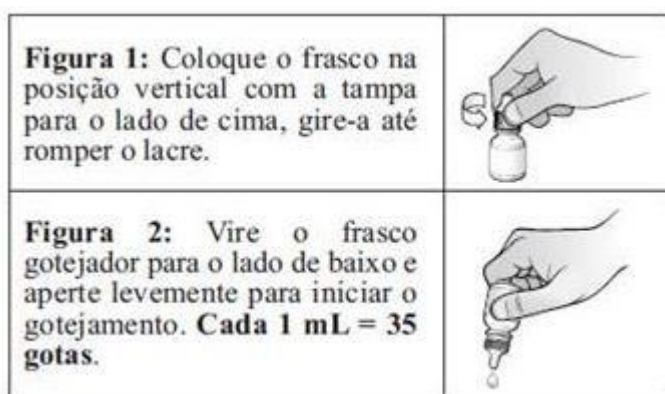 Figura 1: Coloque o frasco na
posição vertical com a tampa
para o lado de cima, gire-a até
romper o lacre.
Figura 2: Vire o frasco
gotejador para o lado de baixo e
aperte levemente para iniciar o
gotejamento. Cada 1 mL = 35
gotas.